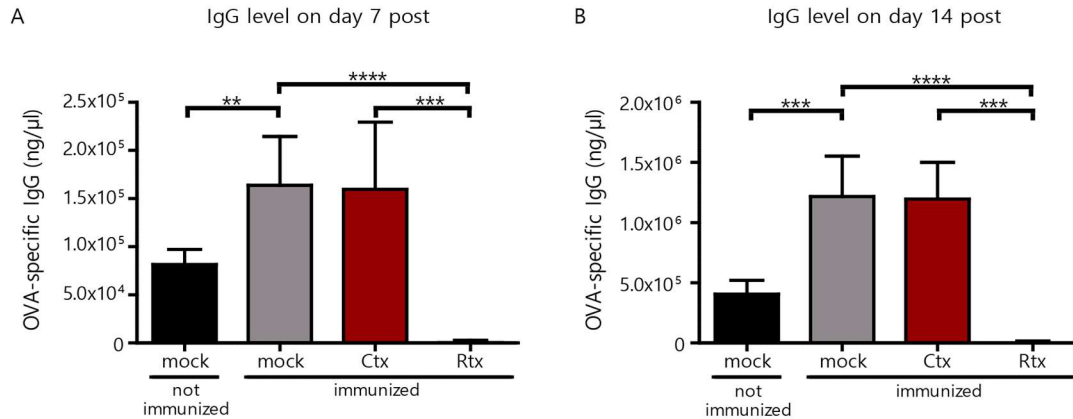 A
IgG level on day 7 post
**** 
** ***
OVA-specific IgG (ng/µl)
2.5x10⁵
2.0x10⁵
1.5x10⁵
1.0x10⁵
5.0x10⁴
0
mock mock Ctx Rtx
not immunized
immunized
B
IgG level on day 14 post
****
*** ***
OVA-specific IgG (ng/µl)
2.0x10⁶
1.5x10⁶
1.0x10⁶
5.0x10⁵
0
mock mock Ctx Rtx
not immunized
immunized